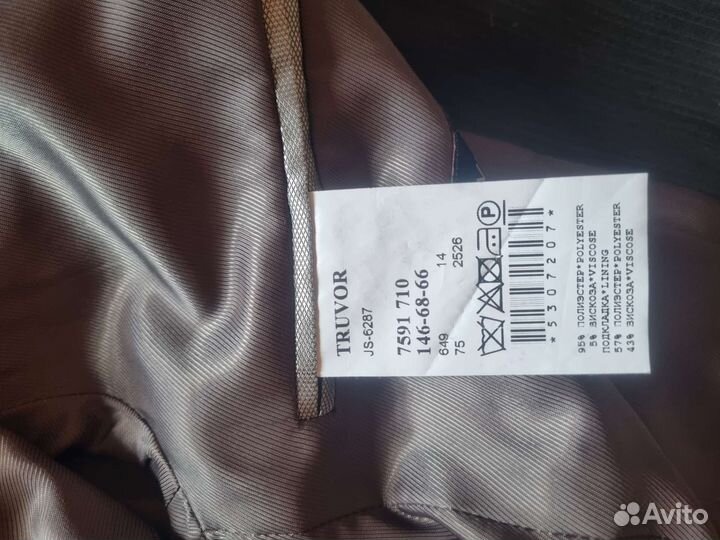 TRUVOR
JS-6287
7591 710
146-68-66
649 14
75 2526
P
*5307207*
95% ПОЛИЭСТЕР*POLYESTER
5% ВИСКОЗА*VISCOSE
ПОДКЛАДКА*LINING
57% ПОЛИЭСТЕР*POLYESTER
43% ВИСКОЗА*VISCOSE
Avito